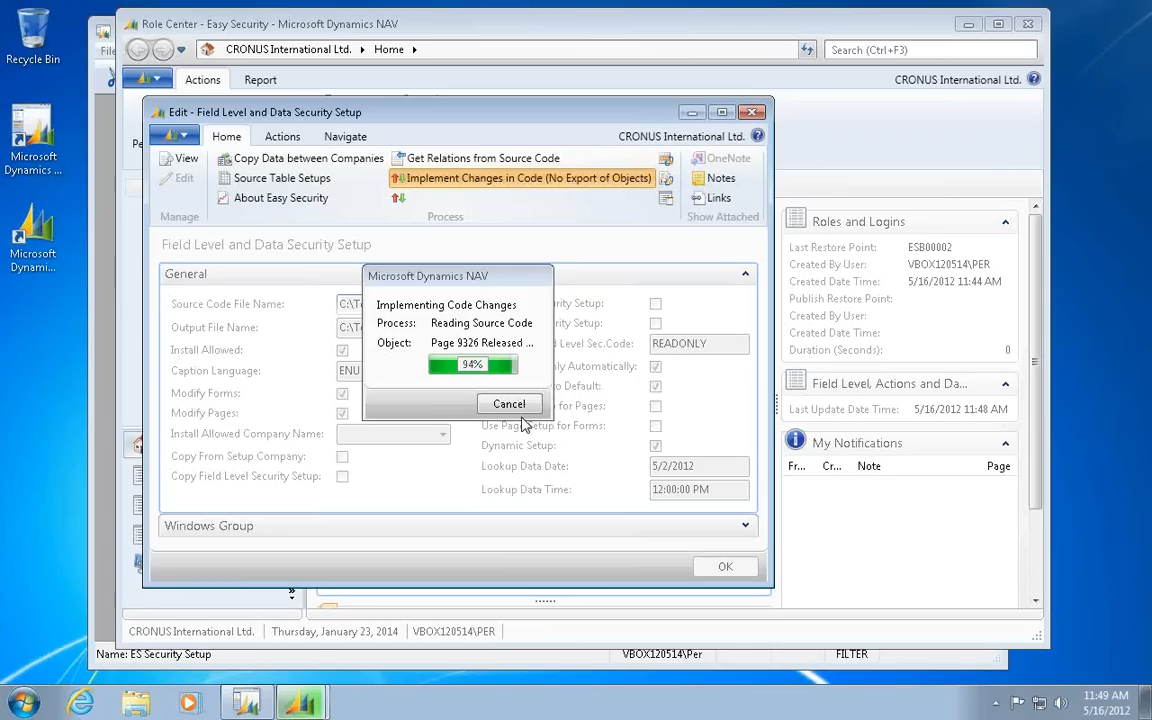 Recycle Bin
Microsoft Dynamics ...
Microsoft Dynami...
Role Center - Easy Security - Microsoft Dynamics NAV
File
CRONUS International Ltd.
Home
Search (Ctrl+F3)
Actions
Report
CRONUS International Ltd.
Edit - Field Level and Data Security Setup
Home
Actions
Navigate
CRONUS International Ltd.
View
Copy Data between Companies
Get Relations from Source Code
OneNote
Edit
Source Table Setups
Implement Changes in Code (No Export of Objects)
Notes
About Easy Security
Links
Manage
Process
Show Attached
Field Level and Data Security Setup
General
Source Code File Name:
Output File Name:
Install Allowed:
Caption Language:
ENU
Modify Forms:
Modify Pages:
Install Allowed Company Name:
Copy From Setup Company:
Copy Field Level Security Setup:
Security Setup:
READONLY
Use Page Setup for Forms:
Dynamic Setup:
Lookup Data Date:
5/2/2012
Lookup Data Time:
12:00:00 PM
Windows Group
OK
Microsoft Dynamics NAV
Implementing Code Changes
Process: Reading Source Code
Object: Page 9326 Released ...
94%
Cancel
Roles and Logins
Last Restore Point: ESB00002
Created By User: VBOX120514\PER
Created Date Time: 5/16/2012 11:44 AM
Publish Restore Point:
Created By User:
Created Date Time:
Duration (Seconds): 0
Field Level, Actions and Da...
Last Update Date Time: 5/16/2012 11:48 AM
My Notifications
Fr... Cr... Note Page
CRONUS International Ltd.
Thursday, January 23, 2014
VBOX120514\PER
Name: ES Security Setup
VBOX120514\Per
FILTER
11:49 AM
5/16/2012